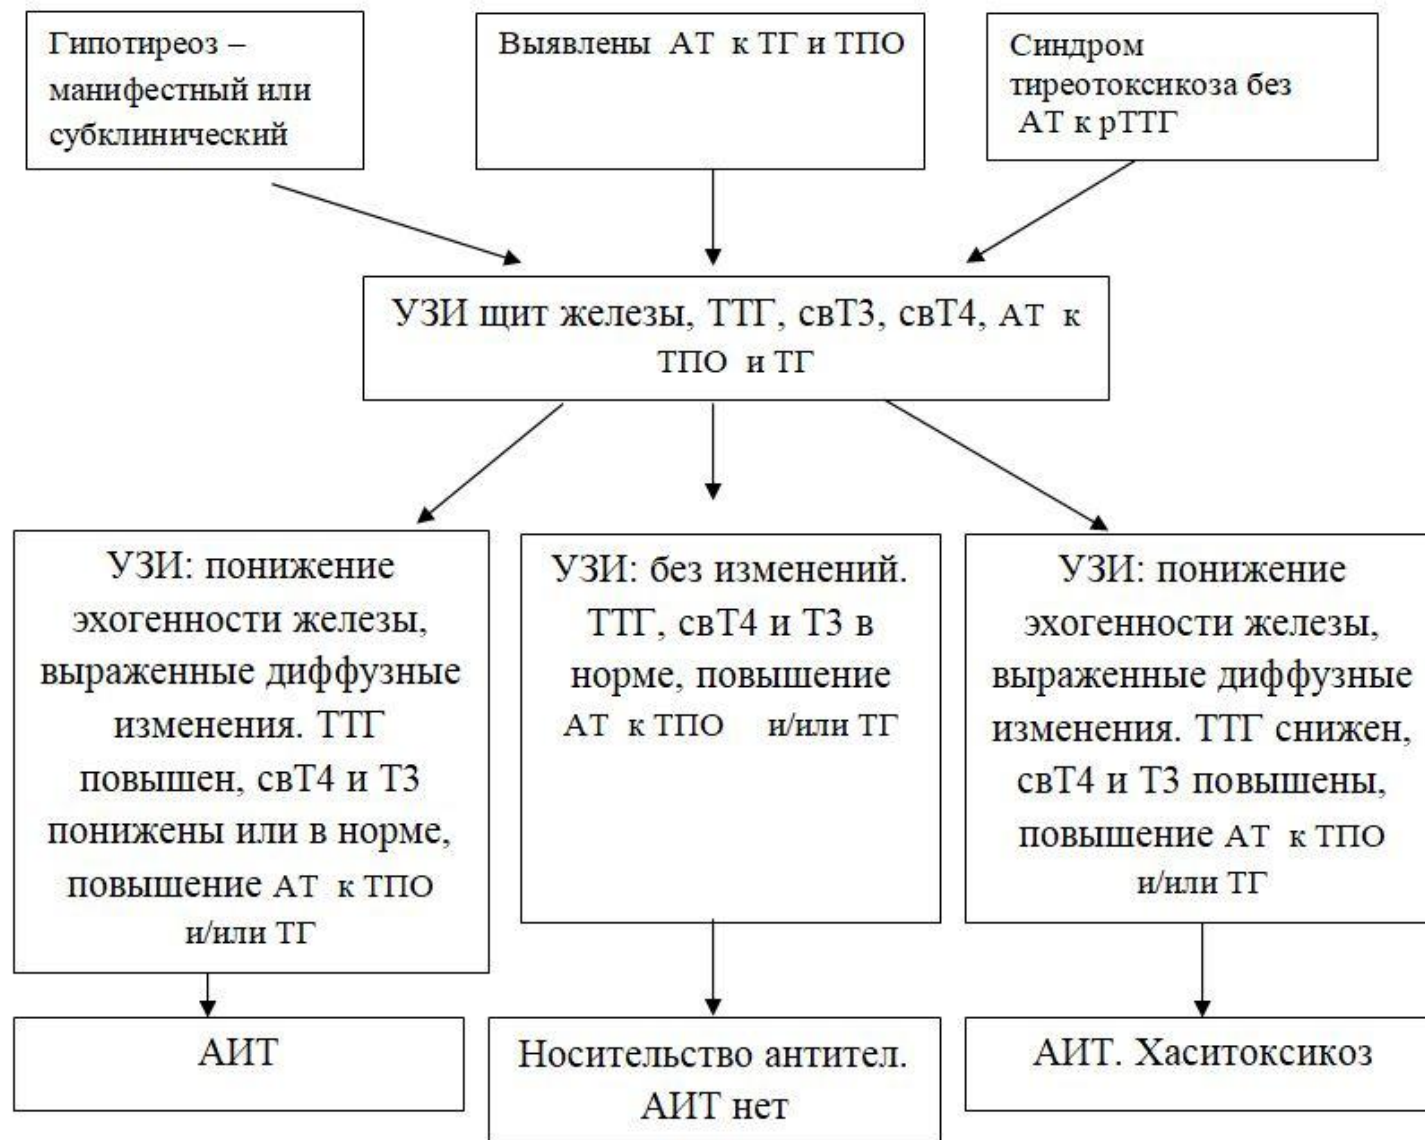 Гипотиреоз –
манифестный или
субклинический
Выявлены АТ к ТГ и ТПО
Синдром
тиреотоксикоза без
АТ к рТТГ
УЗИ щит железы, ТТГ, свТ3, свТ4, АТ к
ТПО и ТГ
УЗИ: понижение
эхогенности железы,
выраженные диффузные
изменения. ТТГ
повышен, свТ4 и Т3
понижены или в норме,
повышение АТ к ТПО
и/или ТГ
УЗИ: без изменений.
ТТГ, свТ4 и Т3 в
норме, повышение
АТ к ТПО и/или ТГ
УЗИ: понижение
эхогенности железы,
выраженные диффузные
изменения. ТТГ снижен,
свТ4 и Т3 повышены,
повышение АТ к ТПО
и/или ТГ
АИТ
Носительство антител.
АИТ нет
АИТ. Хаситоксикоз